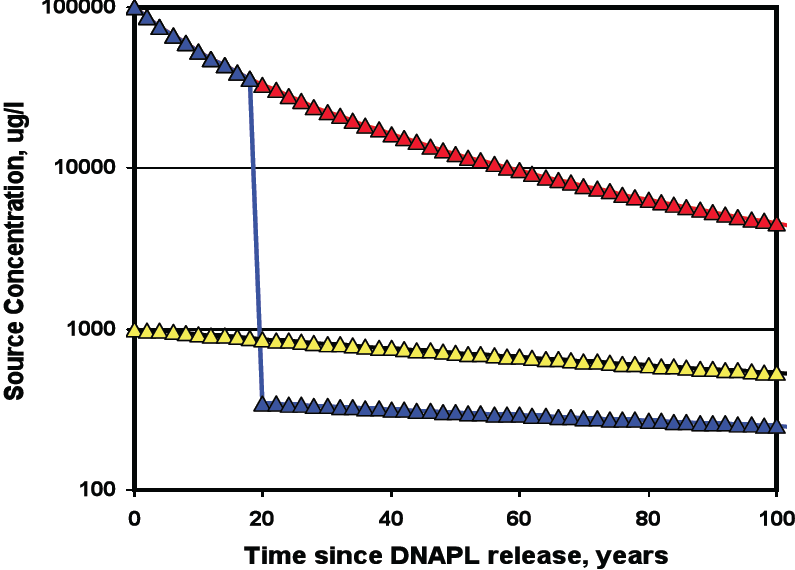 100000
10000
1000
100
Source Concentration, ug/l
0 20 40 60 80 100
Time since DNAPL release, years